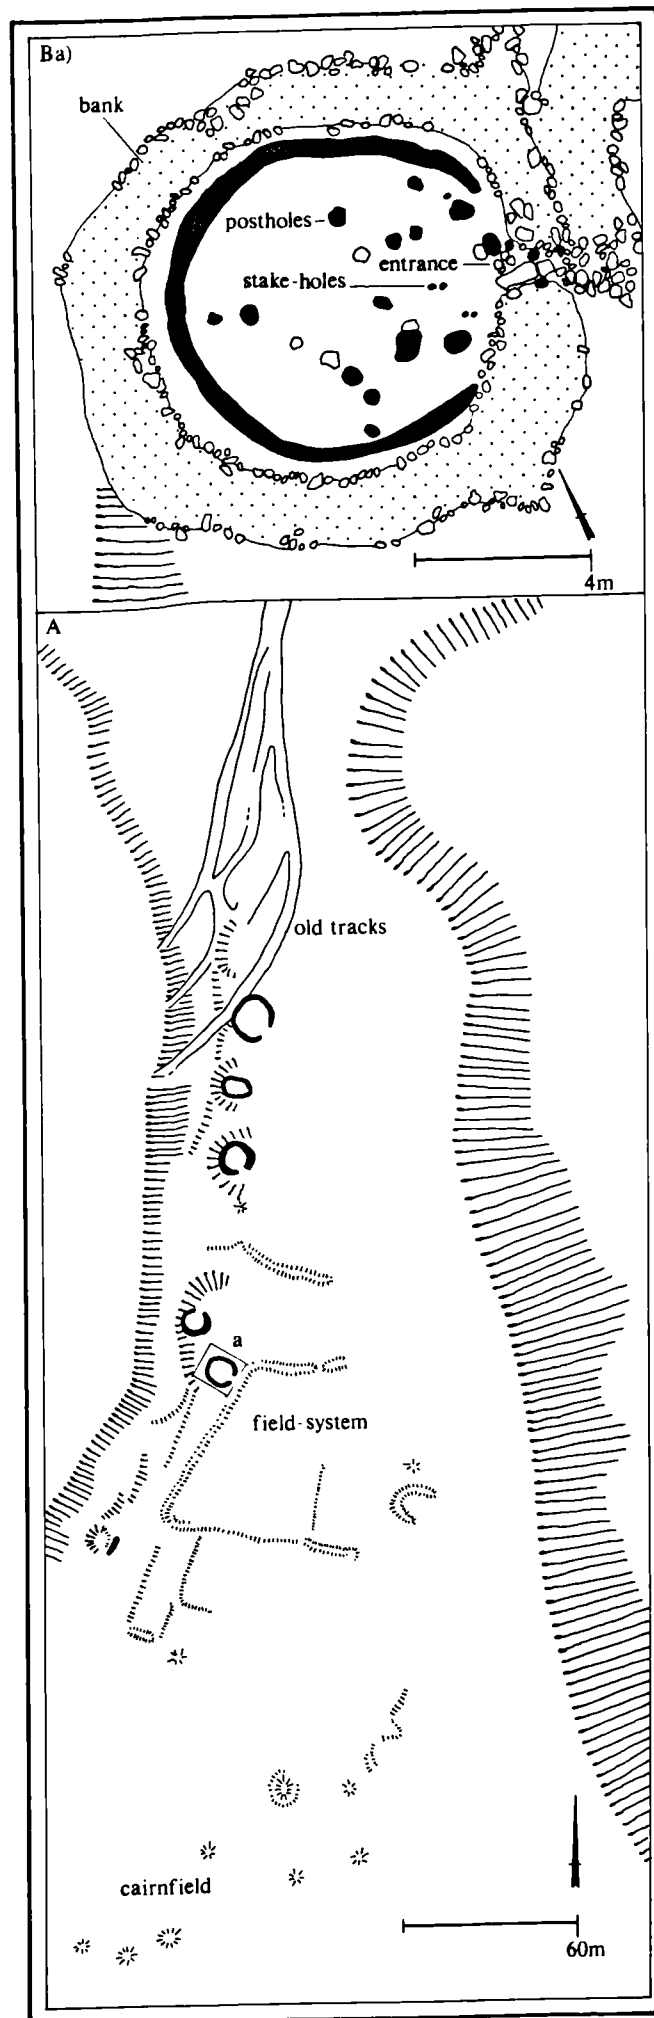 Ba)
bank
postholes
entrance
stake-holes
4m
A
old tracks
a
field-system
cairnfield
60m